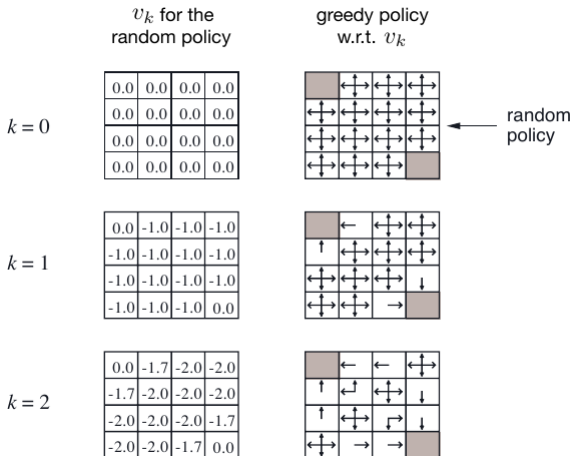 v_k for the
random policy
greedy policy
w.r.t. v_k
k = 0
0.0 0.0 0.0 0.0
0.0 0.0 0.0 0.0
0.0 0.0 0.0 0.0
0.0 0.0 0.0 0.0
random
policy
k = 1
0.0 -1.0 -1.0 -1.0
-1.0 -1.0 -1.0 -1.0
-1.0 -1.0 -1.0 -1.0
-1.0 -1.0 -1.0 0.0
k = 2
0.0 -1.7 -2.0 -2.0
-1.7 -2.0 -2.0 -2.0
-2.0 -2.0 -2.0 -1.7
-2.0 -2.0 -1.7 0.0